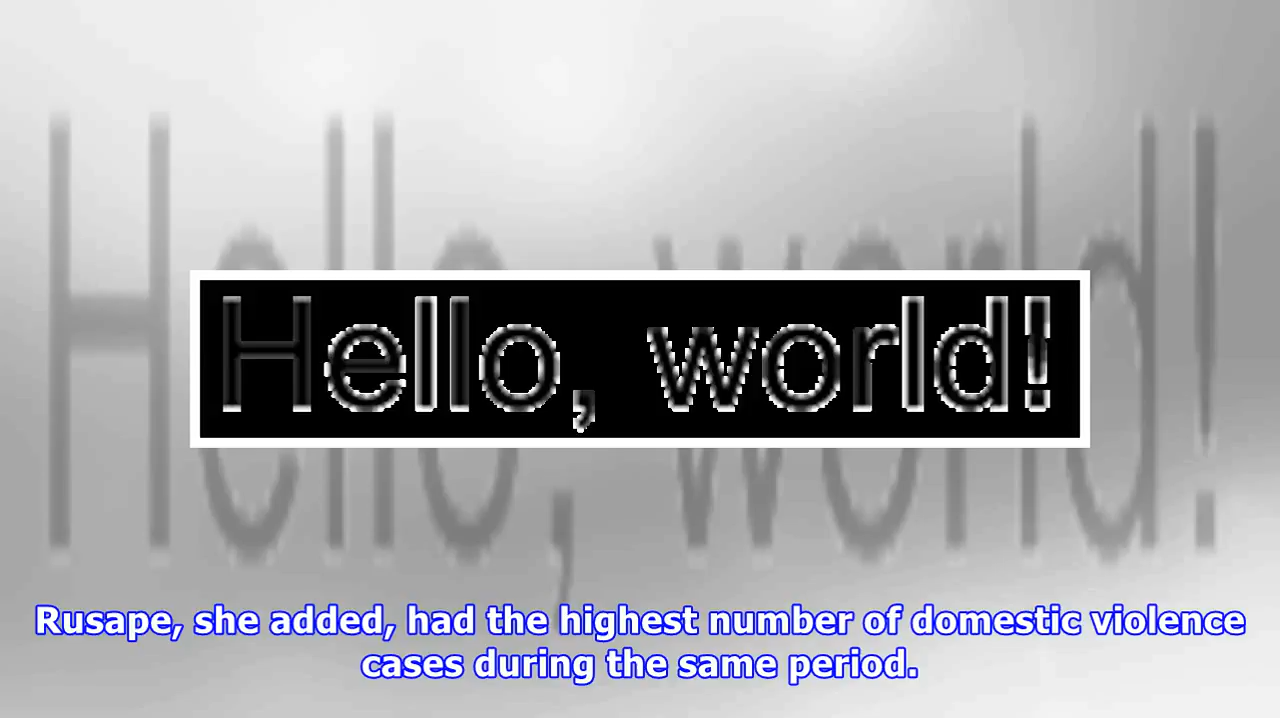 Hello, world!
Hello, world!
Rusape, she added, had the highest number of domestic violence
cases during the same period.